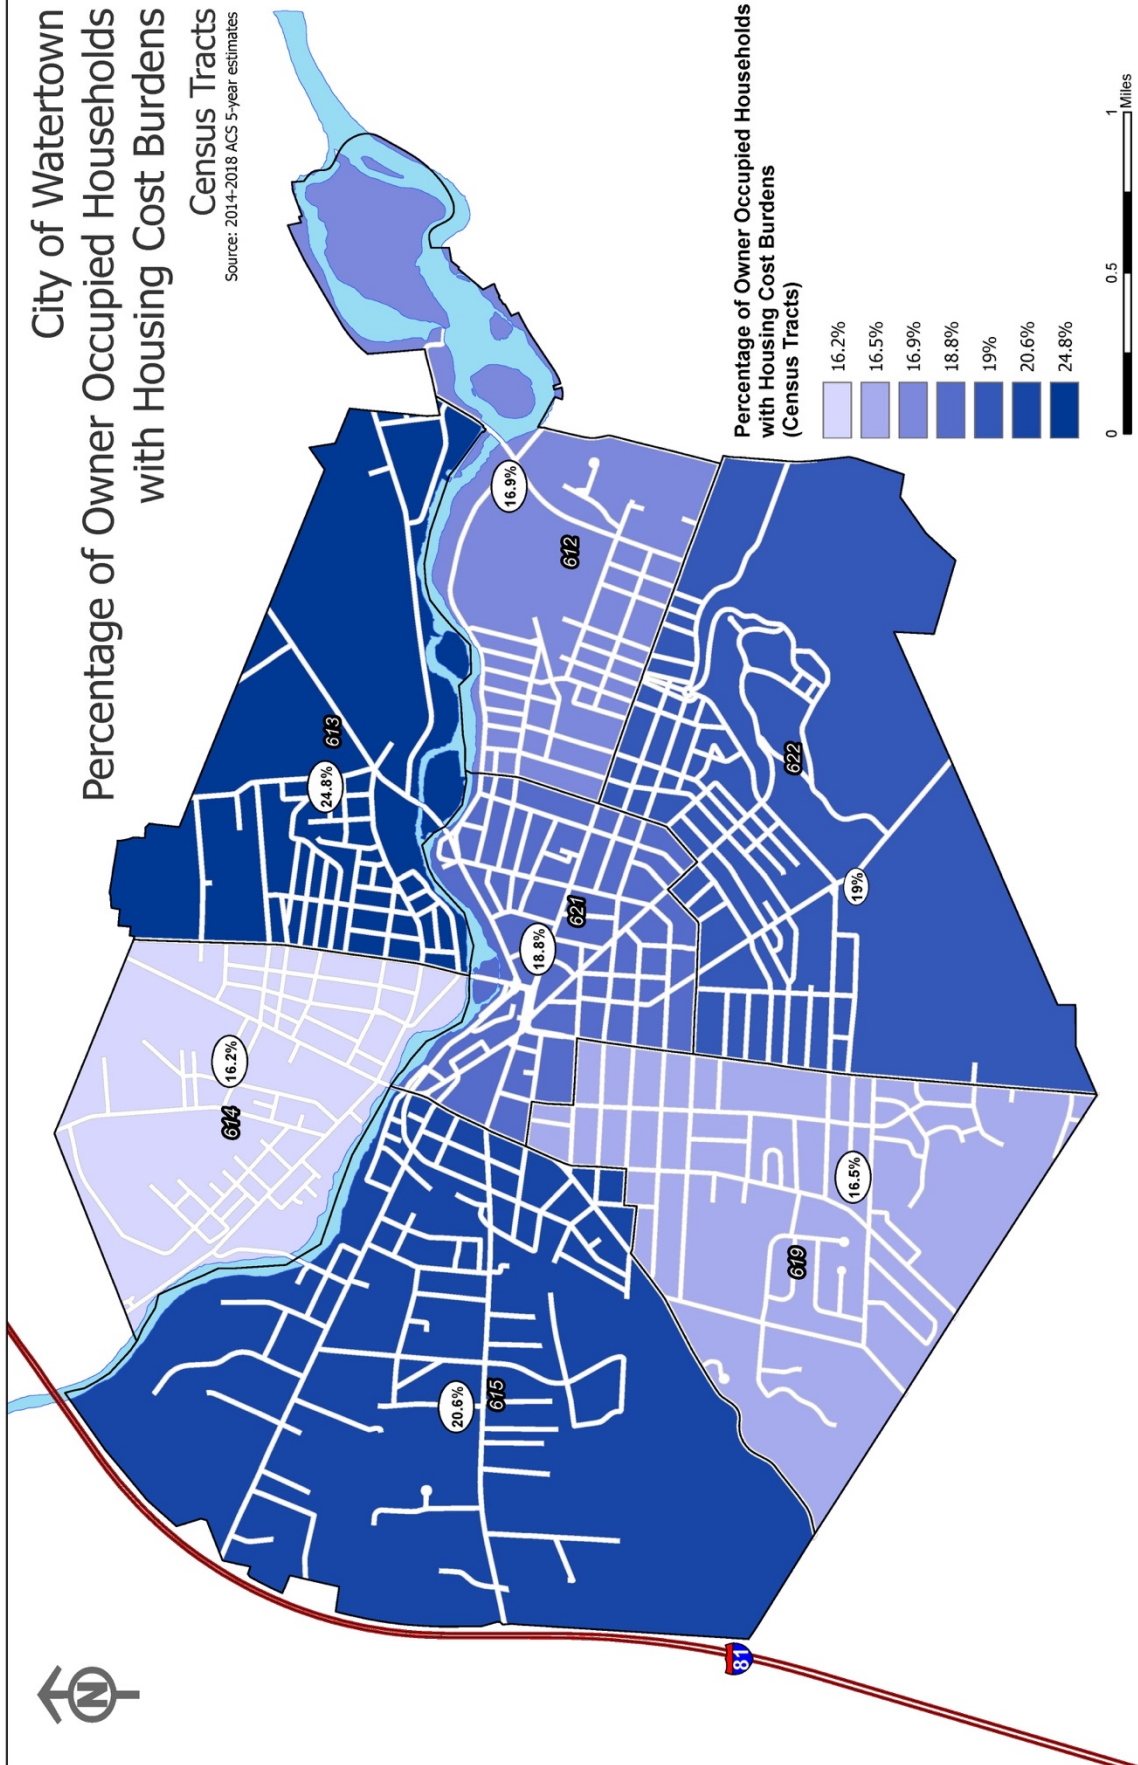 City of Watertown
Percentage of Owner Occupied Households
with Housing Cost Burdens
Census Tracts
Source: 2014-2018 ACS 5-year estimates
N
81
614
16.2%
613
24.8%
615
20.6%
621
18.8%
612
16.9%
619
16.5%
622
19%
Percentage of Owner Occupied Households
with Housing Cost Burdens
(Census Tracts)
16.2%
16.5%
16.9%
18.8%
19%
20.6%
24.8%
0 0.5 1
Miles